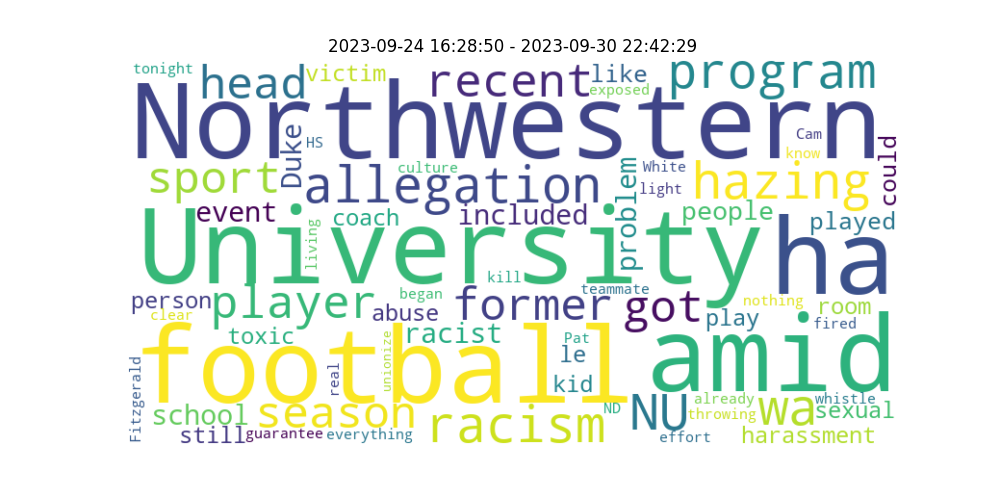 2023-09-24 16:28:50 - 2023-09-30 22:42:29
tonight
head
victim
recent
like
exposed
program
Northwestern
Duke
HS
Cam
know
could
sport
allegation
culture
White
light
hazing
event
coach
included
problem
people
played
University
living
ha
kill
teammate
person
clear
player
abuse
began
former
got
nothing
play
room
fired
toxic
racist
Pat
le
kid
amid
football
unionize
real
Fitzgerald
school
season
racism
ND
NU
already
throwing
wa
whistle
sexual
still
guarantee
everything
effort
harassment